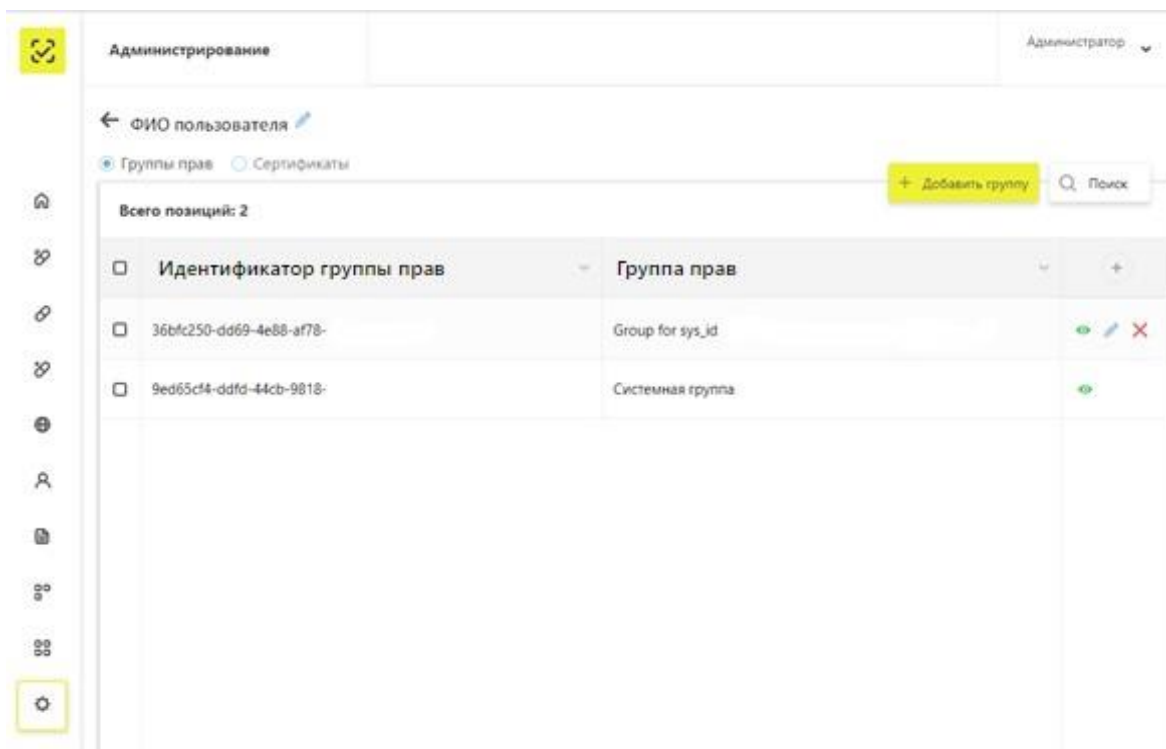 Администрирование
Администратор
ФИО пользователя
Группы прав Сертификаты
+ Добавить группу
Поиск
Всего позиций: 2
Идентификатор группы прав Группа прав
36bfc250-dd69-4e88-af78- Group for sys_id
9ed65cf4-ddfd-44cb-9818- Системная группа